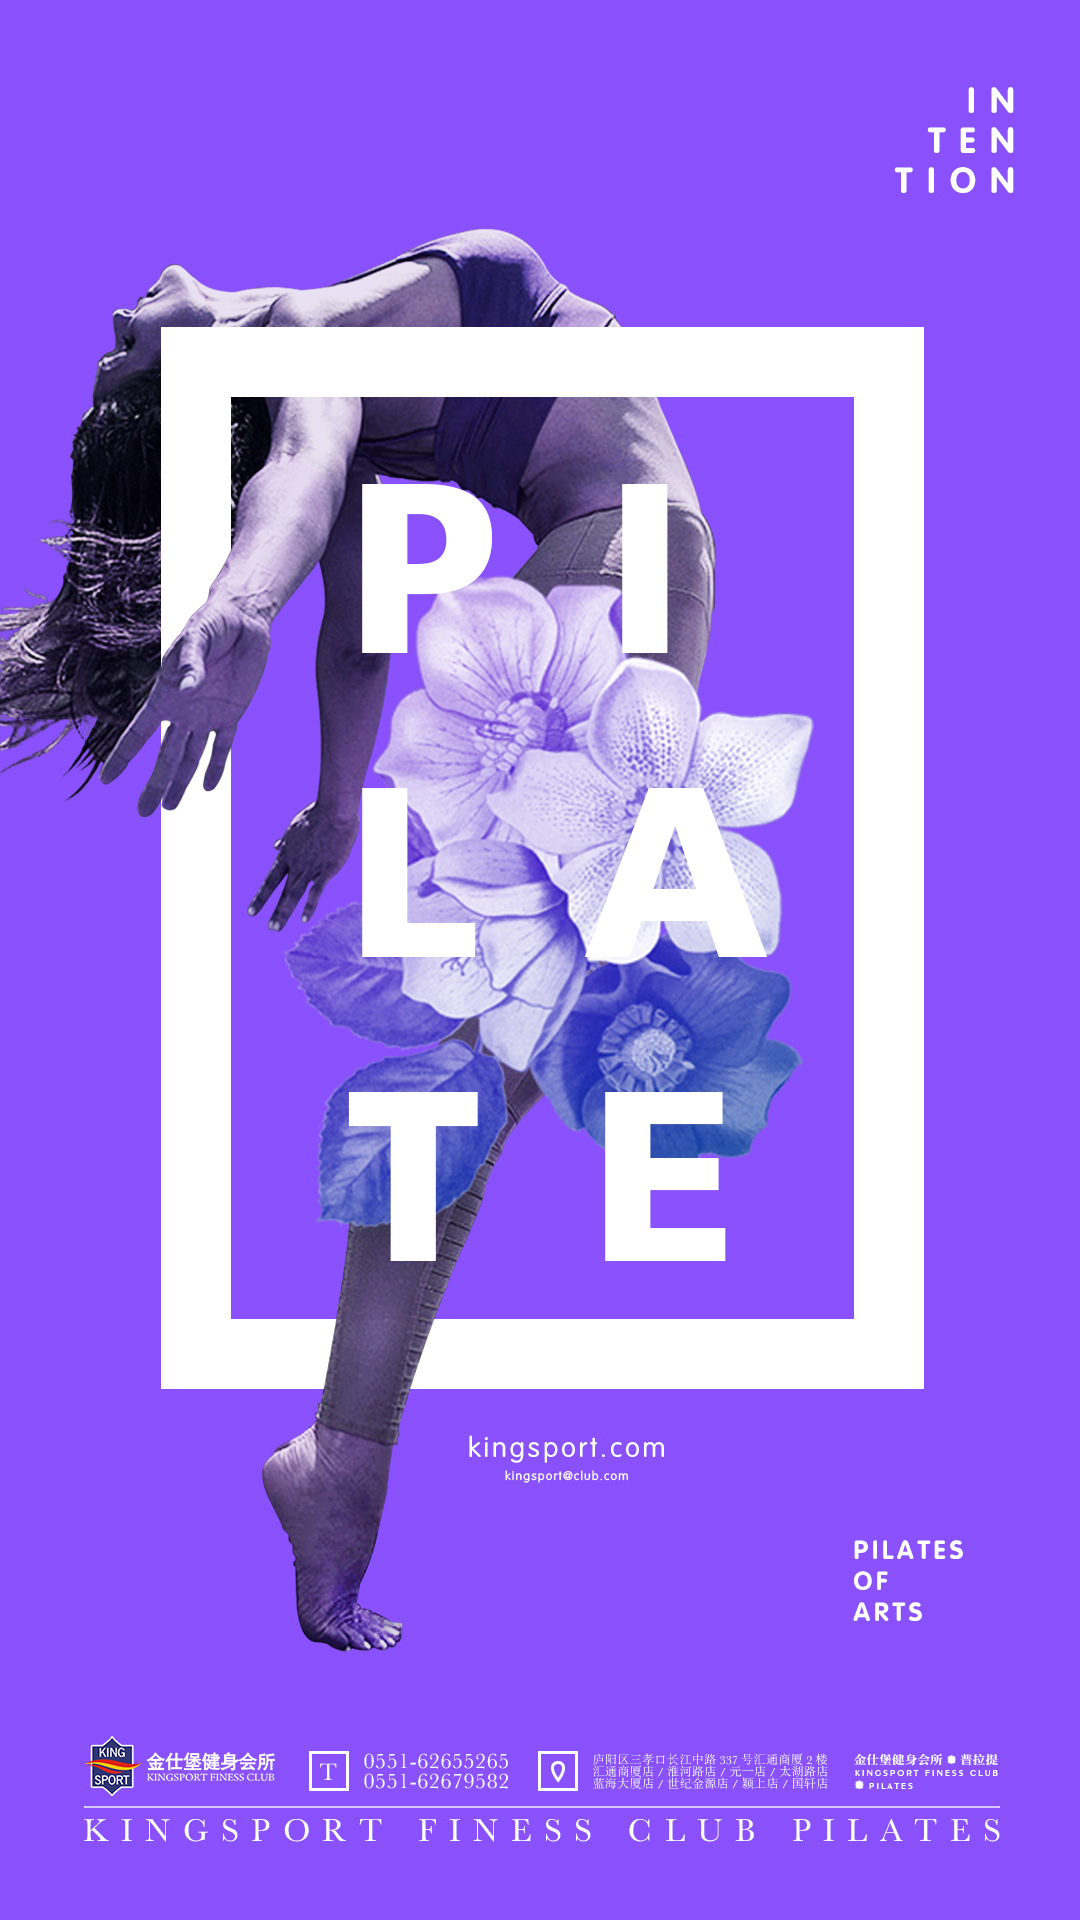 IN
TEN
TION
P I
L A
T E
kingsport.com
kingsport@club.com
PILATES
OF
ARTS
KING
SPORT
金仕堡健身会所
KINGSPORT FINESS CLUB
T
0551-62655265
0551-62679582
庐阳区三孝口长江中路 337 号汇通商厦 2 楼
汇通商厦店 / 淮河路店 / 元一店 / 太湖路店
蓝海大厦店 / 世纪金源店 / 颍上店 / 国轩店
金仕堡健身会所 普拉提
KINGSPORT FINESS CLUB
PILATES
KINGSPORT FINESS CLUB PILATES